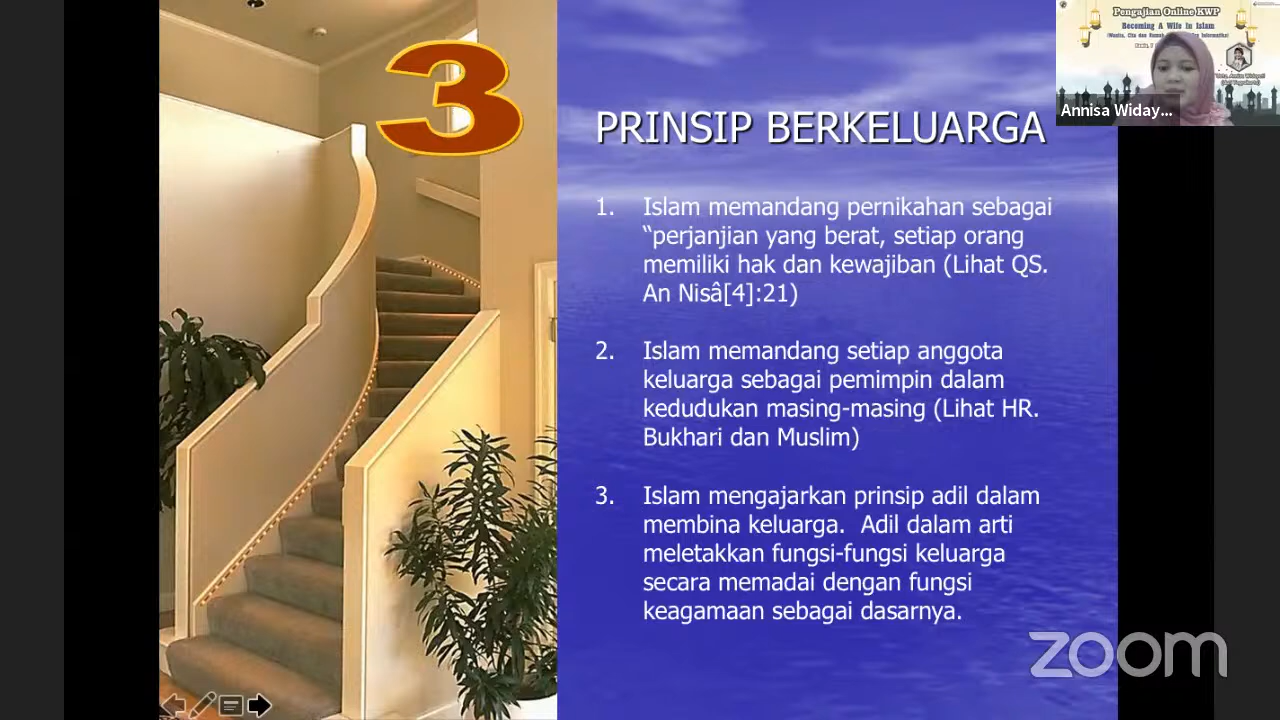 3
PRINSIP BERKELUARGA
1. Islam memandang pernikahan sebagai
“perjanjian yang berat, setiap orang
memiliki hak dan kewajiban (Lihat QS.
An Nisâ[4]:21)
2. Islam memandang setiap anggota
keluarga sebagai pemimpin dalam
kedudukan masing-masing (Lihat HR.
Bukhari dan Muslim)
3. Islam mengajarkan prinsip adil dalam
membina keluarga. Adil dalam arti
meletakkan fungsi-fungsi keluarga
secara memadai dengan fungsi
keagamaan sebagai dasarnya.
Pengajian Online KWP
Becoming A Wife In Islam
Annisa Widay...
zoom